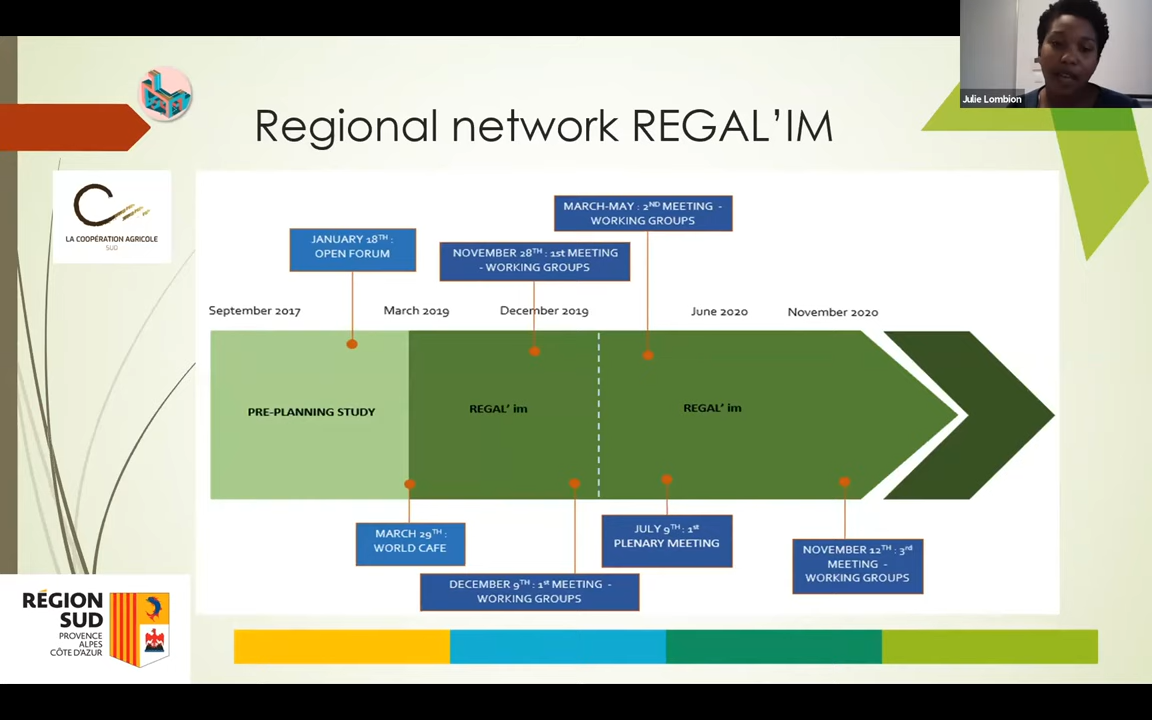 Julie Lombion
Regional network REGAL’IM
LA COOPÉRATION AGRICOLE
SUD
MARCH-MAY : 2ND MEETING -
WORKING GROUPS
JANUARY 18TH :
OPEN FORUM
NOVEMBER 28TH : 1st MEETING
- WORKING GROUPS
September 2017
March 2019
December 2019
June 2020
November 2020
PRE-PLANNING STUDY
REGAL’ im
REGAL’ im
MARCH 29TH :
WORLD CAFE
JULY 9TH : 1st
PLENARY MEETING
NOVEMBER 12TH : 3rd
MEETING -
WORKING GROUPS
DECEMBER 9TH : 1st MEETING -
WORKING GROUPS
RÉGION
SUD
PROVENCE
ALPES
CÔTE D'AZUR